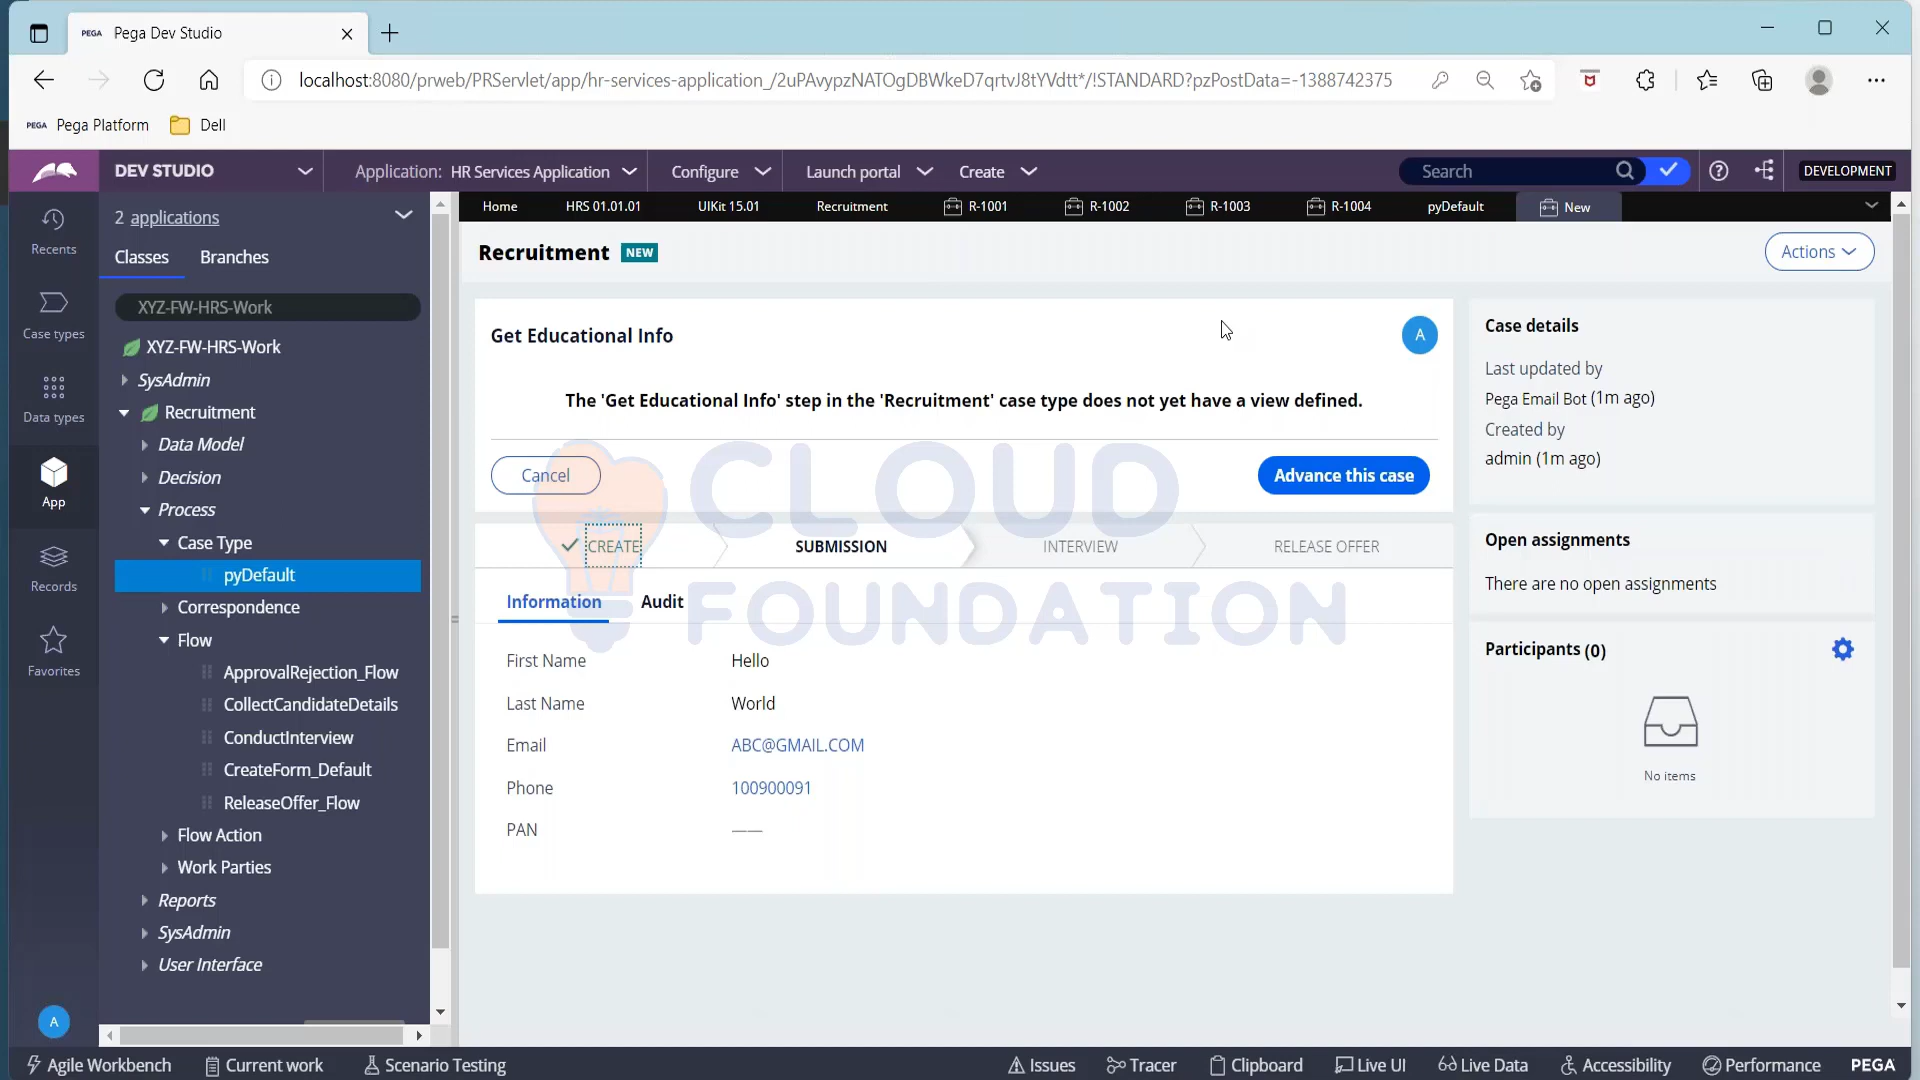 PEGA Pega Dev Studio
localhost:8080/prweb/PRServlet/app/hr-services-application_/2uPAvypzNATOgDBWkeD7qrtvJ8tYVdtt*/!STANDARD?pzPostData=-1388742375
PEGA Pega Platform Dell
DEV STUDIO Application: HR Services Application Configure Launch portal Create Search DEVELOPMENT
Home HRS 01.01.01 UIKit 15.01 Recruitment R-1001 R-1002 R-1003 R-1004 pyDefault New
Recents
Case types
Data types
App
Records
Favorites
A
2 applications
Classes Branches
XYZ-FW-HRS-Work
XYZ-FW-HRS-Work
SysAdmin
Recruitment
Data Model
Decision
Process
Case Type
pyDefault
Correspondence
Flow
ApprovalRejection_Flow
CollectCandidateDetails
ConductInterview
CreateForm_Default
ReleaseOffer_Flow
Flow Action
Work Parties
Reports
SysAdmin
User Interface
Recruitment NEW Actions
Get Educational Info A
The 'Get Educational Info' step in the 'Recruitment' case type does not yet have a view defined.
Cancel Advance this case
CREATE SUBMISSION INTERVIEW RELEASE OFFER
Information Audit
First Name Hello
Last Name World
Email ABC@GMAIL.COM
Phone 100900091
PAN ——
CLOUD
FOUNDATION
Case details
Last updated by
Pega Email Bot (1m ago)
Created by
admin (1m ago)
Open assignments
There are no open assignments
Participants (0)
No items
Agile Workbench Current work Scenario Testing Issues Tracer Clipboard Live UI Live Data Accessibility Performance PEGA